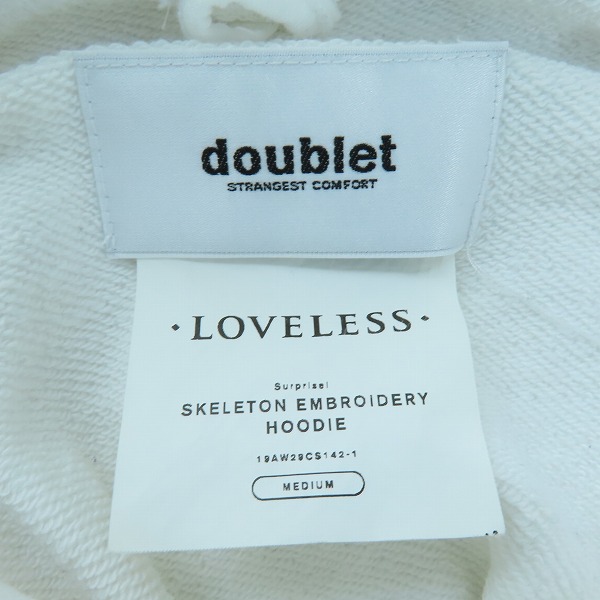 doublet
STRANGEST COMFORT
· LOVELESS ·
Surprise!
SKELETON EMBROiDERY
HOODIE
19AW29CS142-1
MEDIUM